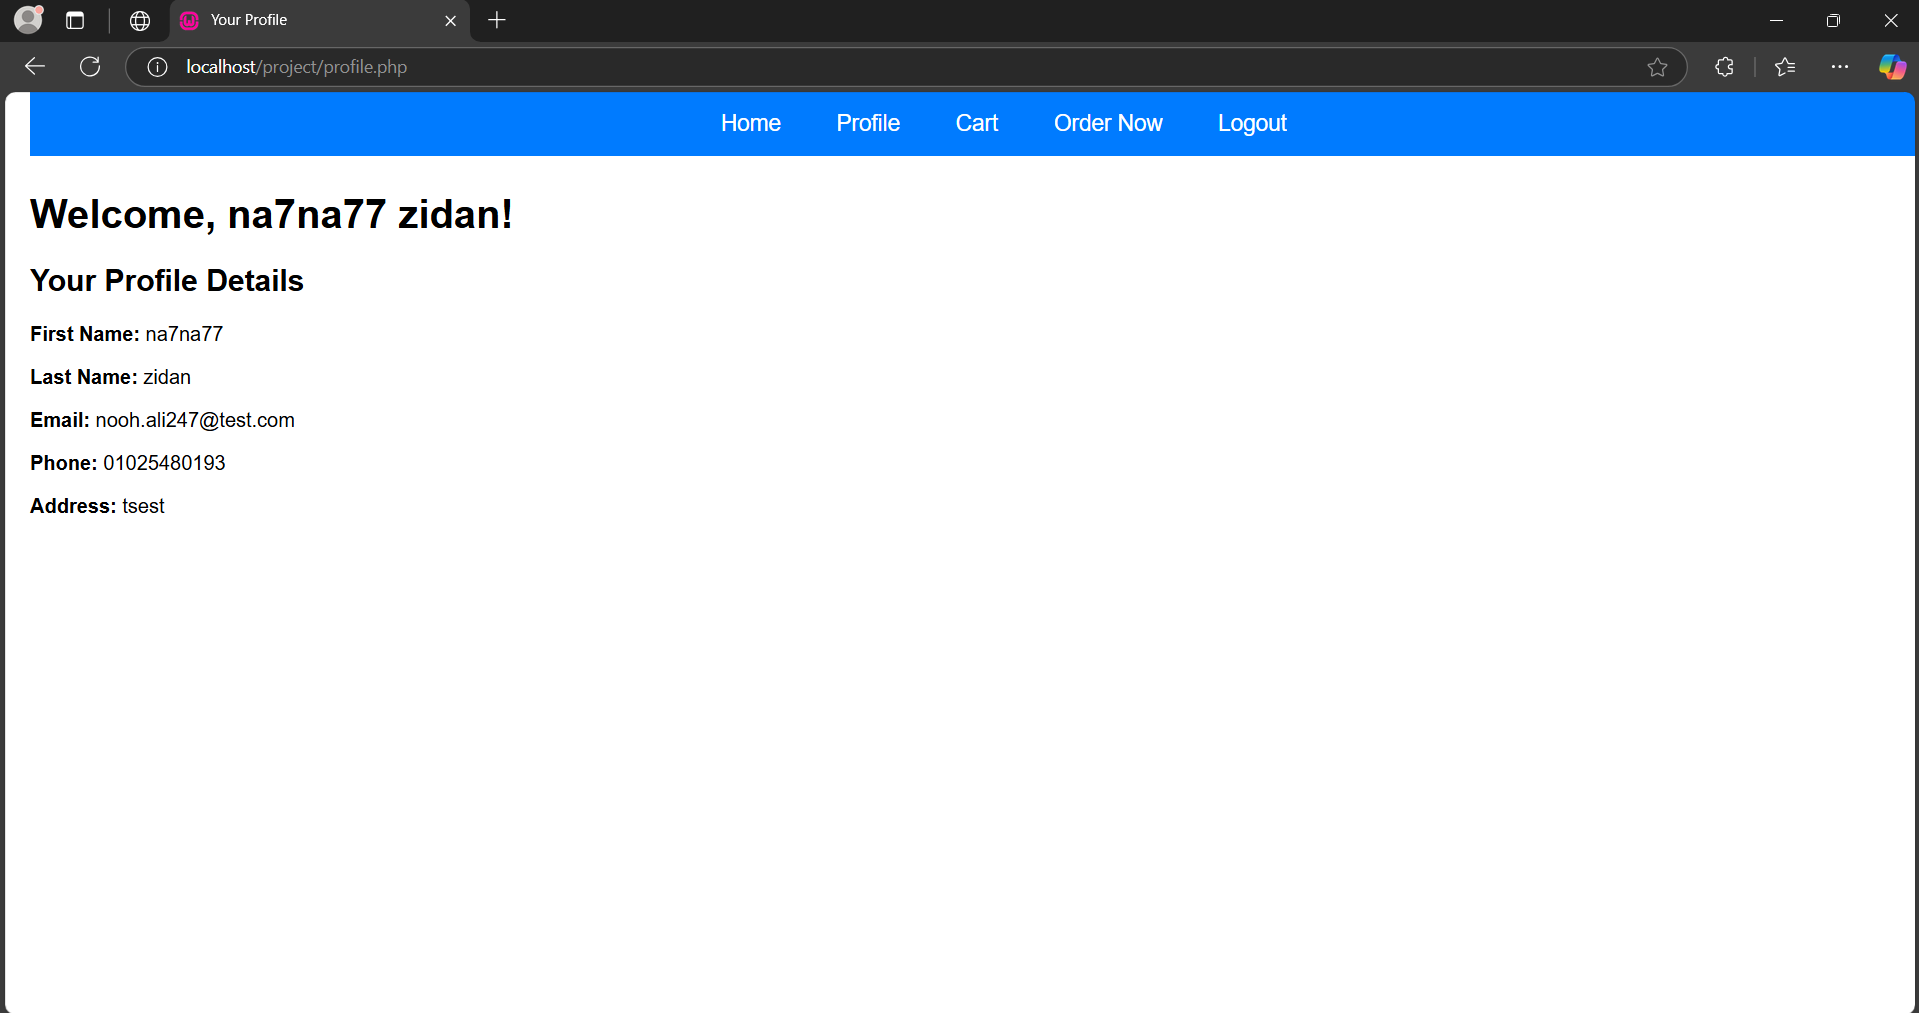 Your Profile
localhost/project/profile.php
Home Profile Cart Order Now Logout
Welcome, na7na77 zidan!
Your Profile Details
First Name: na7na77
Last Name: zidan
Email: nooh.ali247@test.com
Phone: 01025480193
Address: tsest